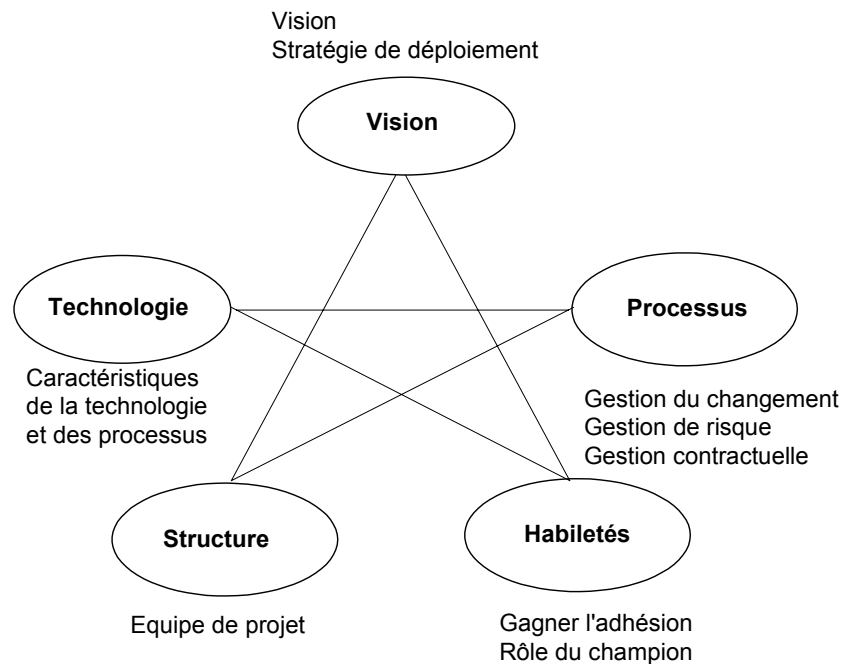 Vision
Stratégie de déploiement
Vision
Technologie
Caractéristiques
de la technologie
et des processus
Processus
Gestion du changement
Gestion de risque
Gestion contractuelle
Structure
Equipe de projet
Habiletés
Gagner l'adhésion
Rôle du champion